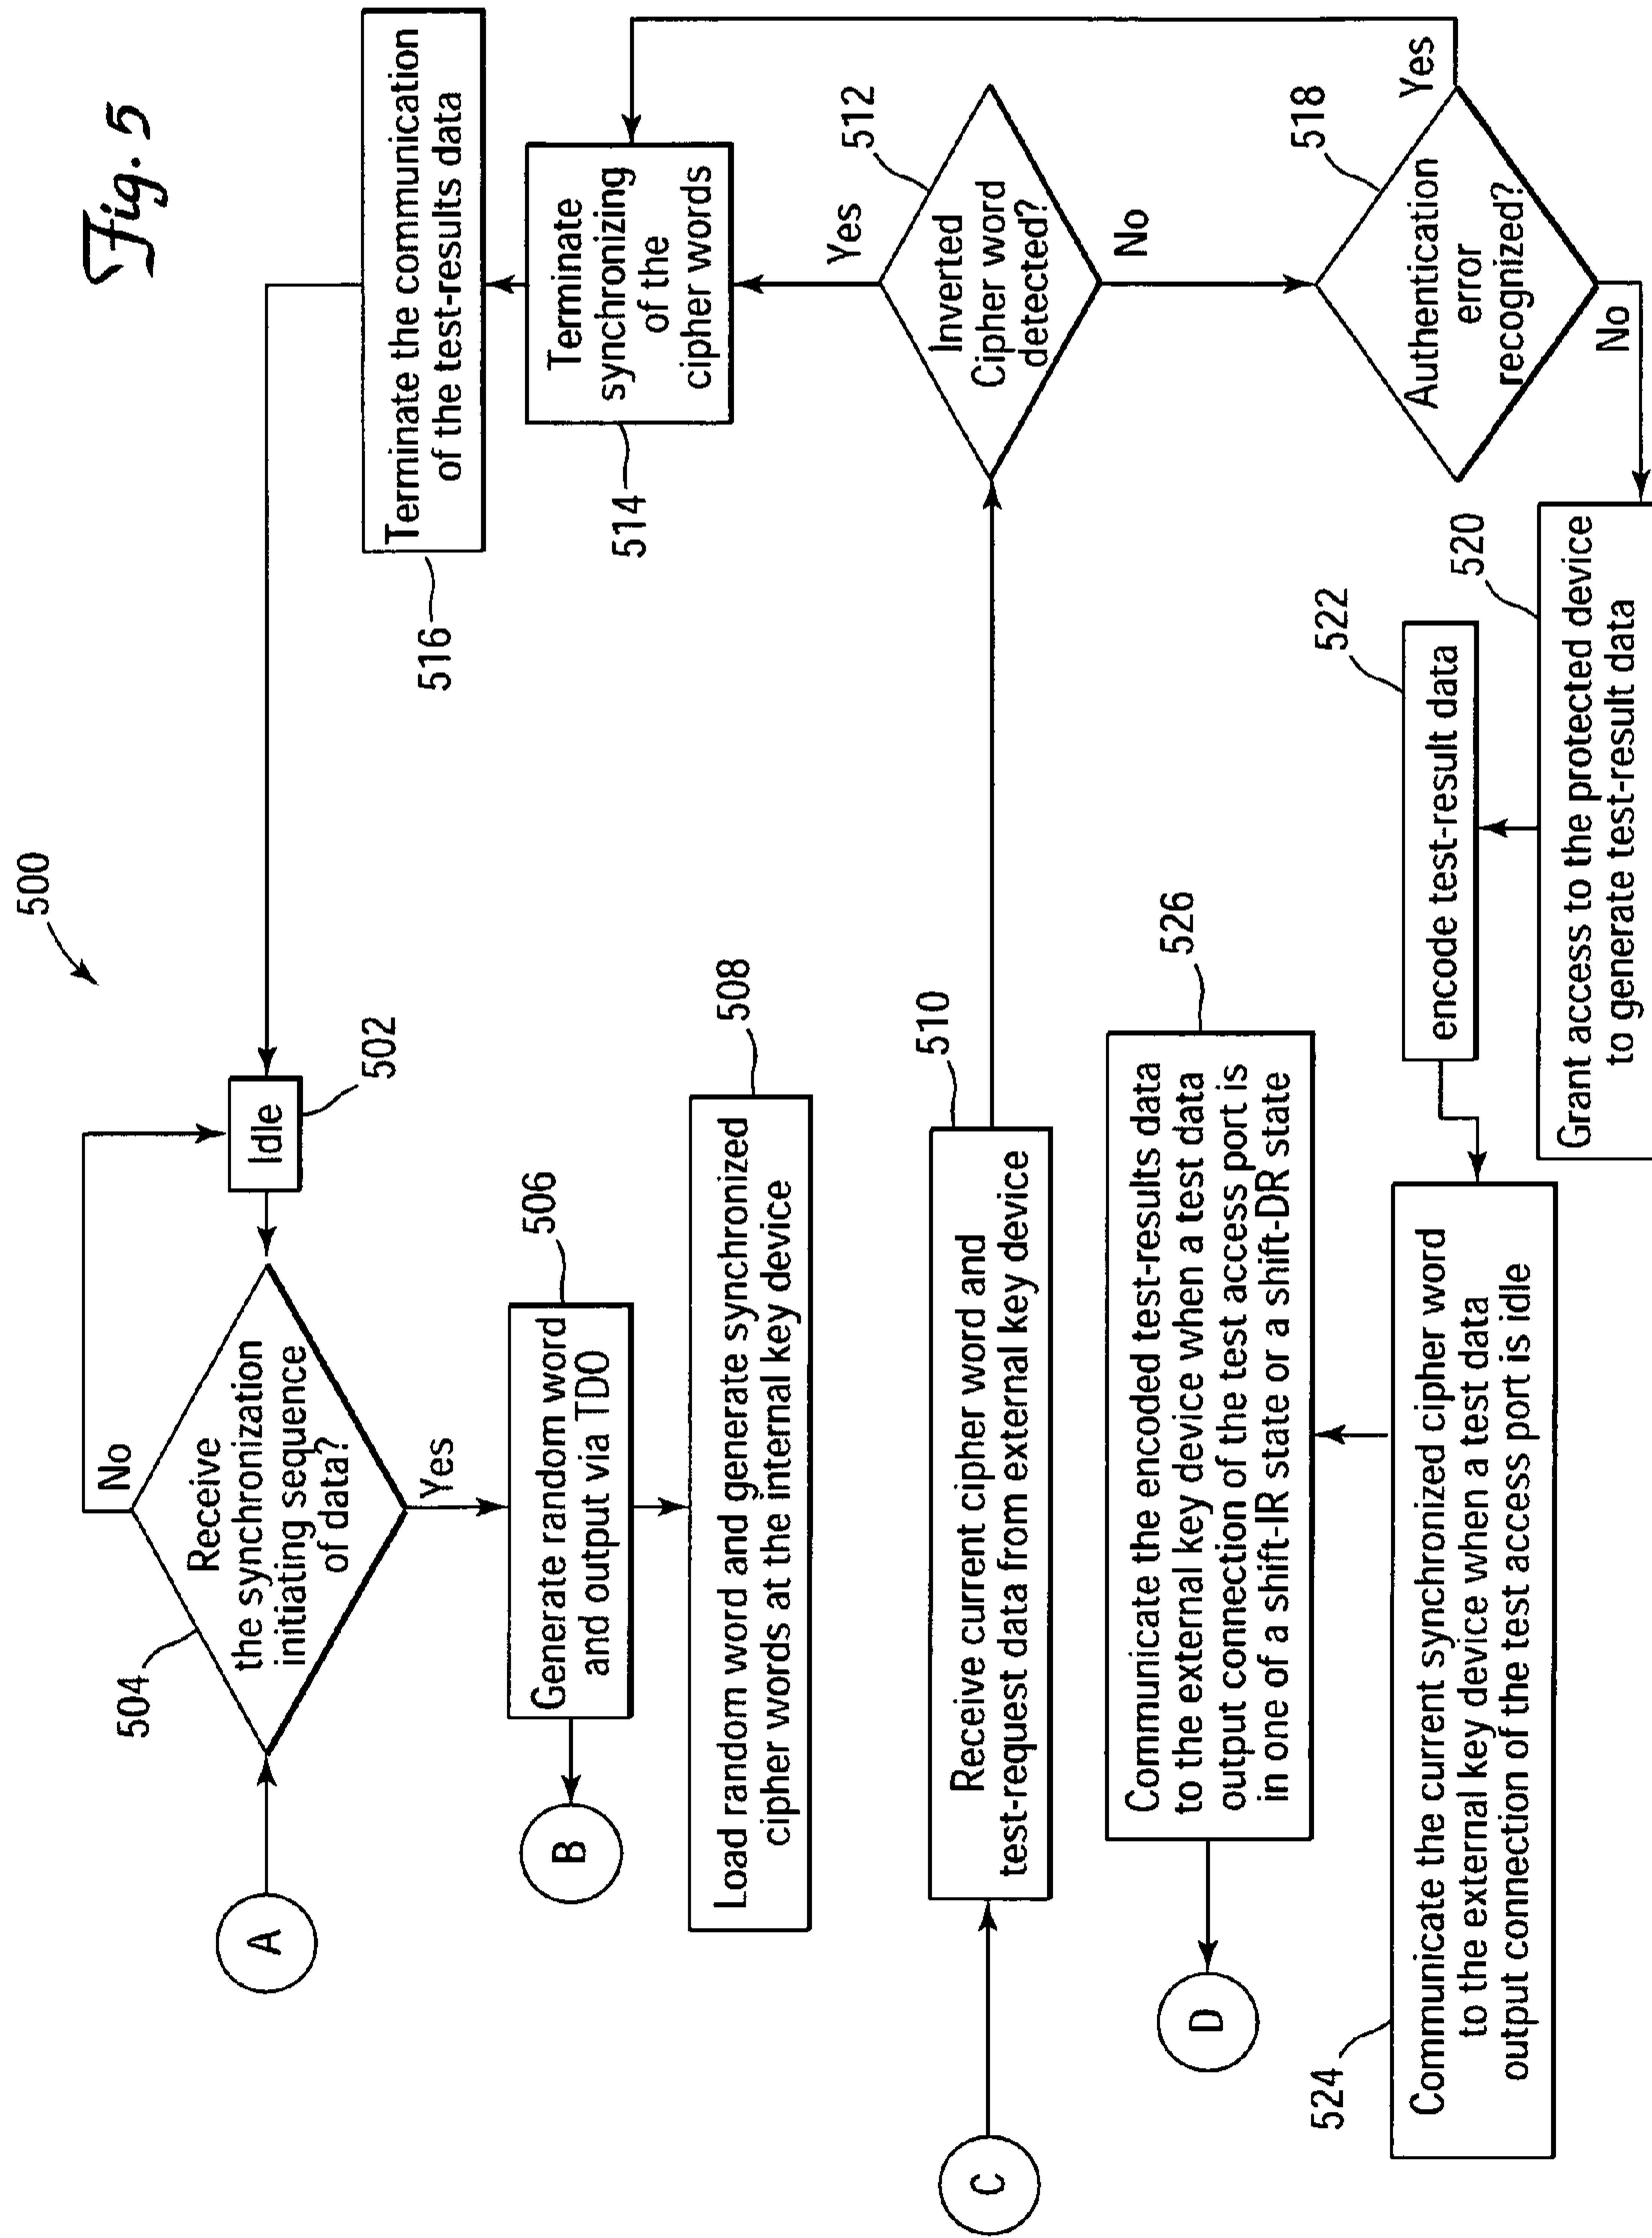 Fig. 5
500
A
504
Receive
the synchronization
initiating sequence
of data?
No
Yes
Idle
502
506
Generate random word
and output via TDO
B
508
Load random word and generate synchronized
cipher words at the internal key device
516
Terminate the communication
of the test-results data
514
Terminate
synchronizing
of the
cipher words
C
510
Receive current cipher word and
test-request data from external key device
512
Inverted
Cipher word
detected?
Yes
No
518
Authentication
error
recognized?
Yes
No
520
Grant access to the protected device
to generate test-result data
522
encode test-result data
524
Communicate the current synchronized cipher word
to the external key device when a test data
output connection of the test access port is idle
526
Communicate the encoded test-results data
to the external key device when a test data
output connection of the test access port is
in one of a shift-IR state or a shift-DR state
D